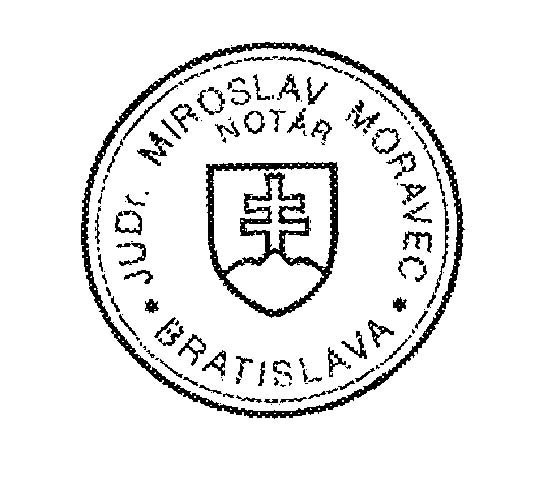 JUDr. MIROSLAV MORAVEC
NOTÁR
* BRATISLAVA *